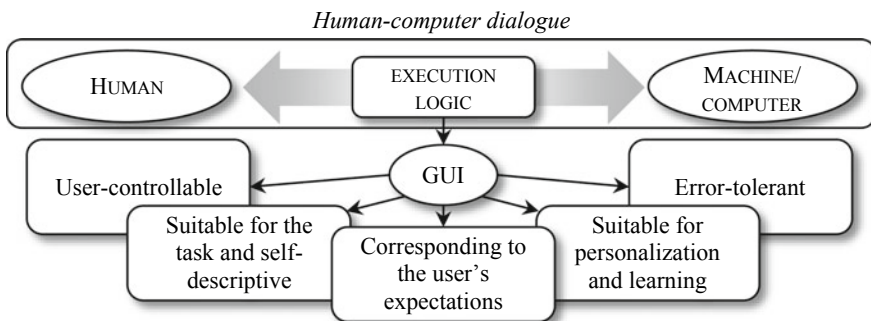 Human-computer dialogue
HUMAN
EXECUTION
LOGIC
MACHINE/
COMPUTER
GUI
User-controllable
Error-tolerant
Suitable for the
task and self-
descriptive
Corresponding to
the user's
expectations
Suitable for
personalization
and learning